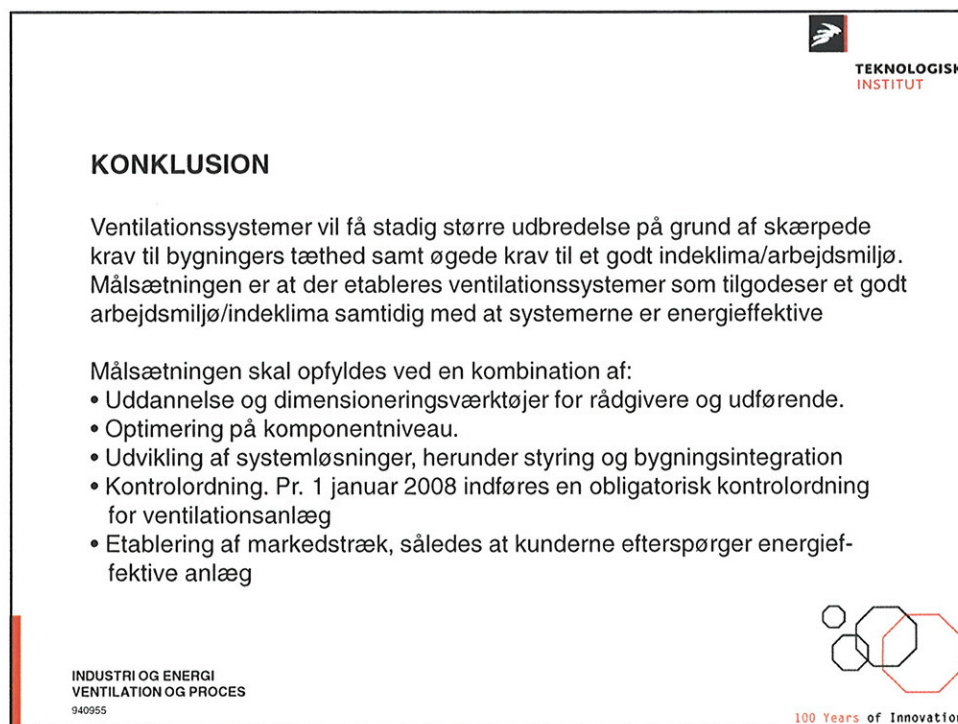 TEKNOLOGISK
INSTITUT
KONKLUSION
Ventilationssystemer vil få stadig større udbredelse på grund af skærpede
krav til bygningers tæthed samt øgede krav til et godt indeklima/arbejdsmiljø.
Målsætningen er at der etableres ventilationssystemer som tilgodeser et godt
arbejdsmiljø/indeklima samtidig med at systemerne er energieffektive
Målsætningen skal opfyldes ved en kombination af:
• Uddannelse og dimensioneringsværktøjer for rådgivere og udførende.
• Optimering på komponentniveau.
• Udvikling af systemløsninger, herunder styring og bygningsintegration
• Kontrolordning. Pr. 1 januar 2008 indføres en obligatorisk kontrolordning
for ventilationsanlæg
• Etablering af markedstræk, således at kunderne efterspørger energief-
fektive anlæg
INDUSTRI OG ENERGI
VENTILATION OG PROCES
940955
100 Years of Innovation